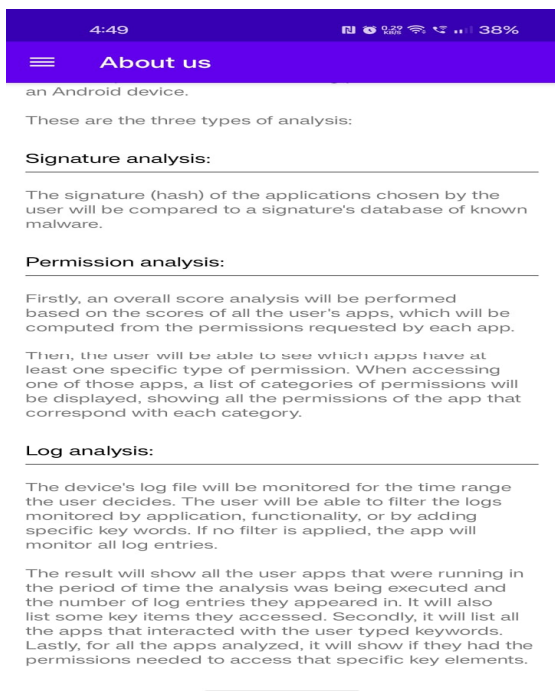 4:49 0.29 KB/S 38%
About us
an Android device.
These are the three types of analysis:
Signature analysis:
The signature (hash) of the applications chosen by the
user will be compared to a signature's database of known
malware.
Permission analysis:
Firstly, an overall score analysis will be performed
based on the scores of all the user's apps, which will be
computed from the permissions requested by each app.
Then, the user will be able to see which apps have at
least one specific type of permission. When accessing
one of those apps, a list of categories of permissions will
be displayed, showing all the permissions of the app that
correspond with each category.
Log analysis:
The device's log file will be monitored for the time range
the user decides. The user will be able to filter the logs
monitored by application, functionality, or by adding
specific key words. If no filter is applied, the app will
monitor all log entries.
The result will show all the user apps that were running in
the period of time the analysis was being executed and
the number of log entries they appeared in. It will also
list some key items they accessed. Secondly, it will list all
the apps that interacted with the user typed keywords.
Lastly, for all the apps analyzed, it will show if they had the
permissions needed to access that specific key elements.